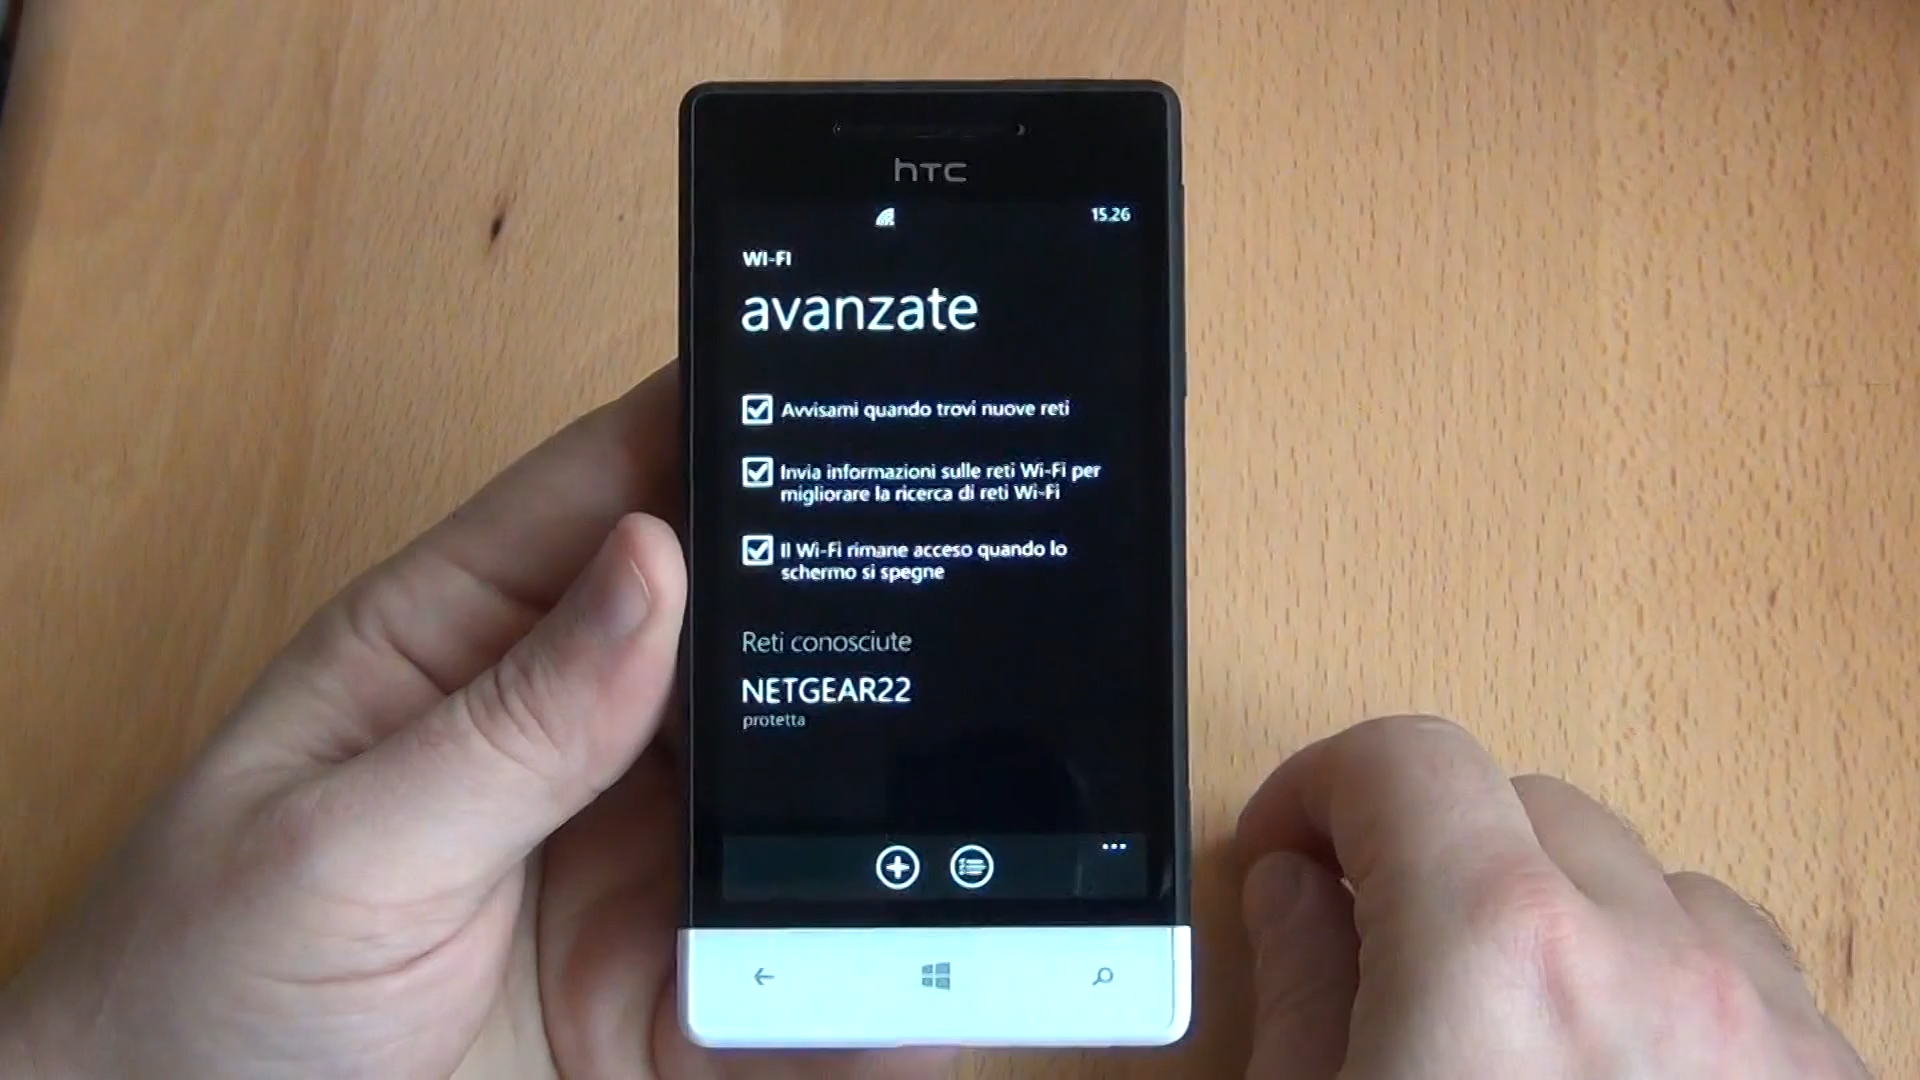 hTC
15.26
WI-FI
avanzate
Avvisami quando trovi nuove reti
Invia informazioni sulle reti Wi-Fi per
migliorare la ricerca di reti Wi-Fi
Il Wi-Fi rimane acceso quando lo
schermo si spegne
Reti conosciute
NETGEAR22
protetta